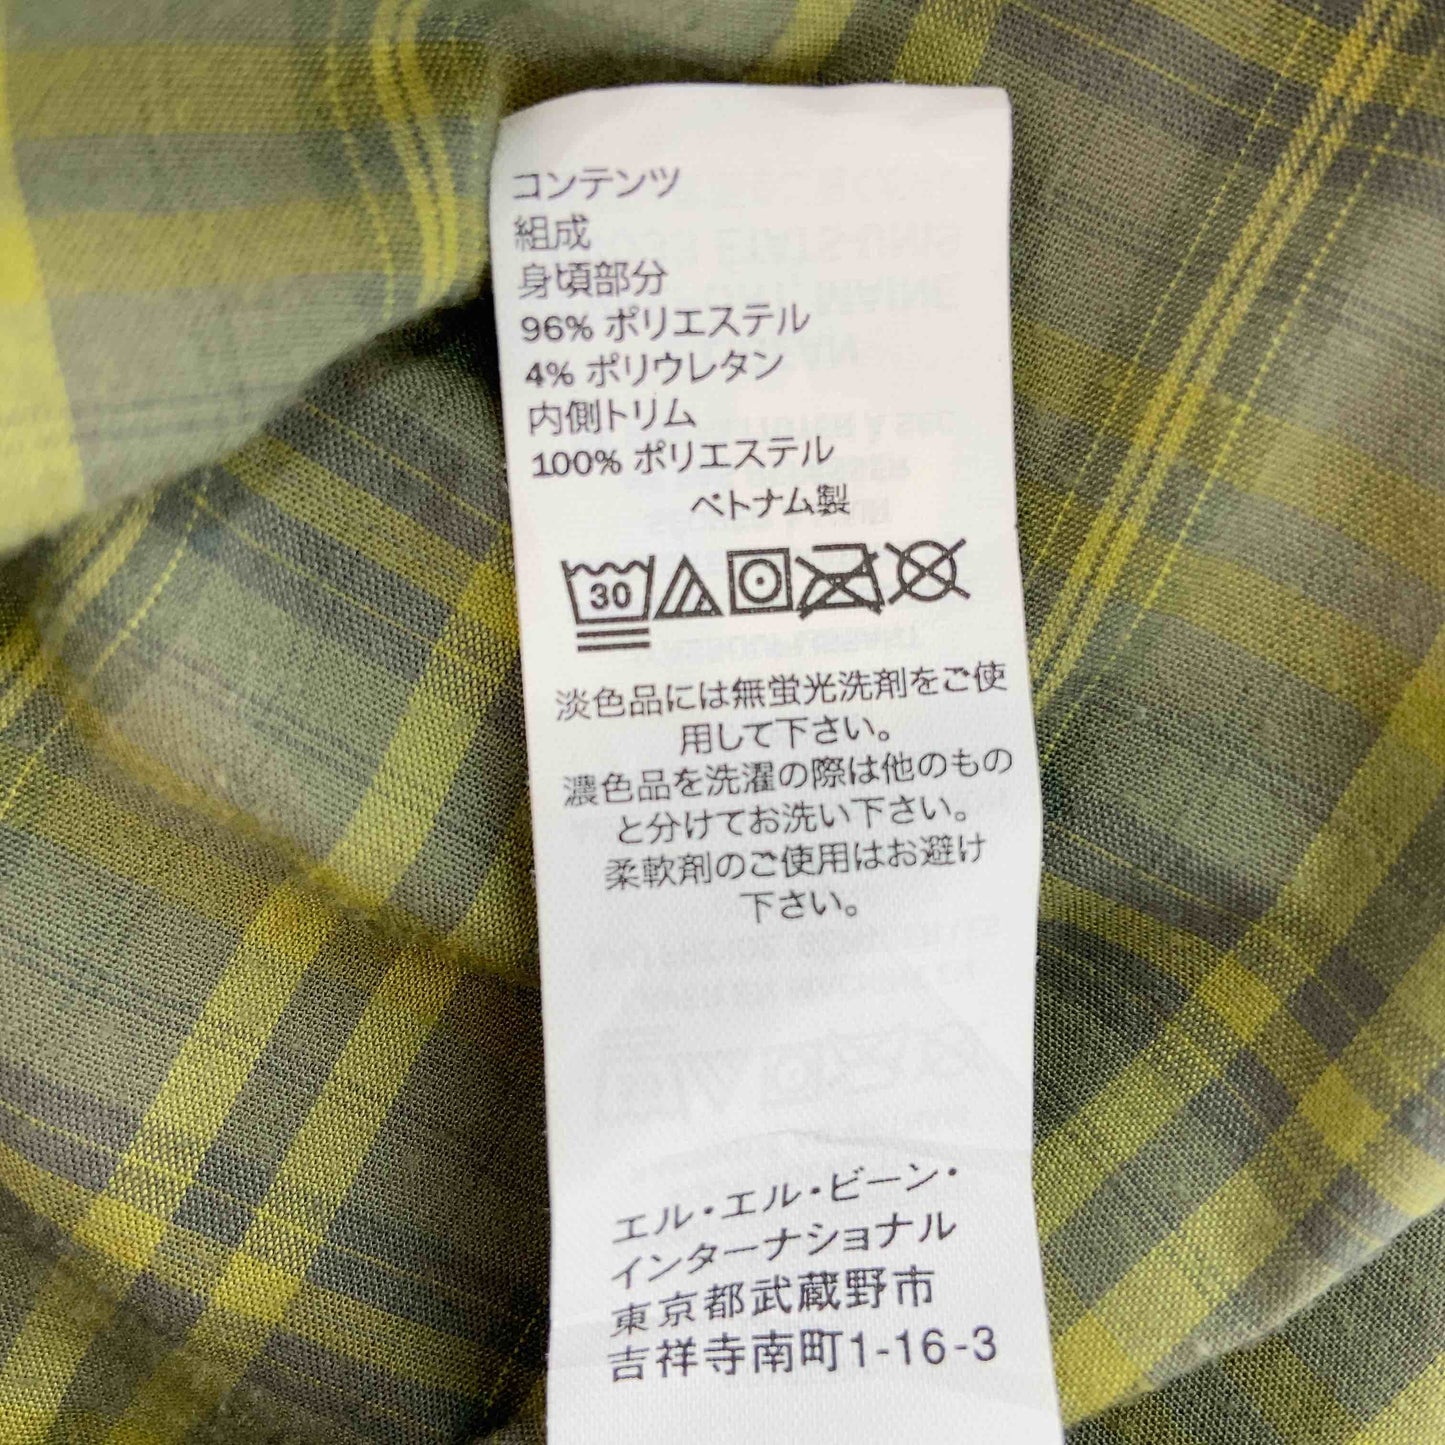 コンテンツ
組成
身頃部分
96% ポリエステル
4% ポリウレタン
内側トリム
100% ポリエステル
ベトナム製
30
淡色品には無蛍光洗剤をご使
用して下さい。
濃色品を洗濯の際は他のもの
と分けてお洗い下さい。
柔軟剤のご使用はお避け
下さい。
エル・エル・ビーン・
インターナショナル
東京都武蔵野市
吉祥寺南町1-16-3